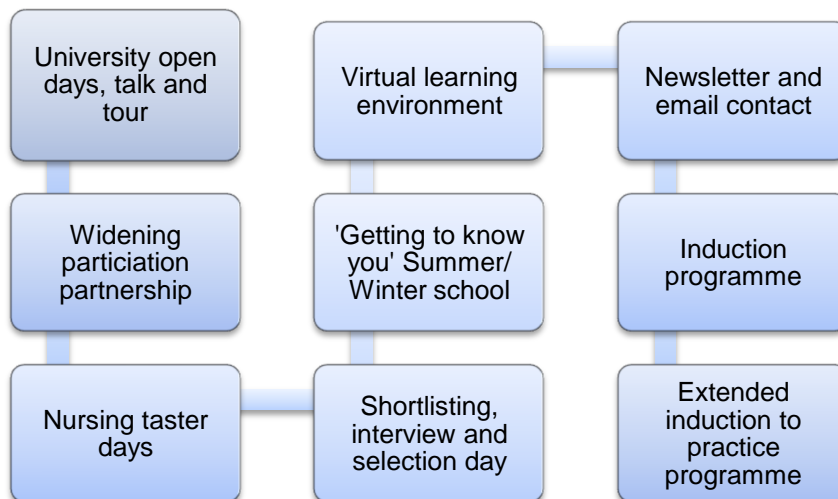 University open
days, talk and
tour
Widening
particiation
partnership
Nursing taster
days
Shortlisting,
interview and
selection day
'Getting to know
you' Summer/
Winter school
Virtual learning
environment
Newsletter and
email contact
Induction
programme
Extended
induction to
practice
programme